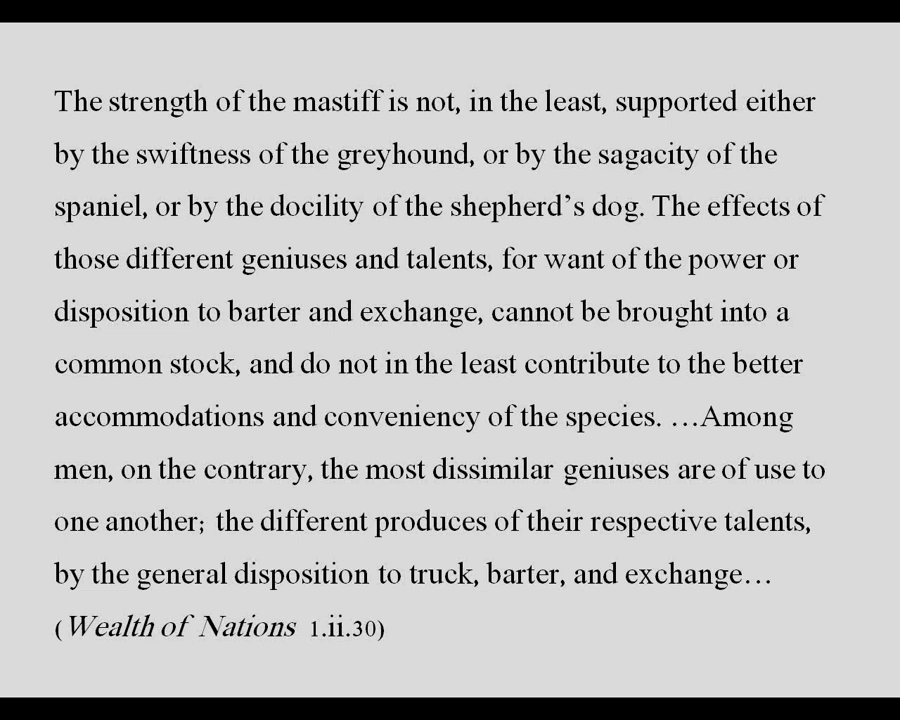 The strength of the mastiff is not, in the least, supported either
by the swiftness of the greyhound, or by the sagacity of the
spaniel, or by the docility of the shepherd’s dog. The effects of
those different geniuses and talents, for want of the power or
disposition to barter and exchange, cannot be brought into a
common stock, and do not in the least contribute to the better
accommodations and conveniency of the species. …Among
men, on the contrary, the most dissimilar geniuses are of use to
one another; the different produces of their respective talents,
by the general disposition to truck, barter, and exchange…
(Wealth of Nations 1.ii.30)